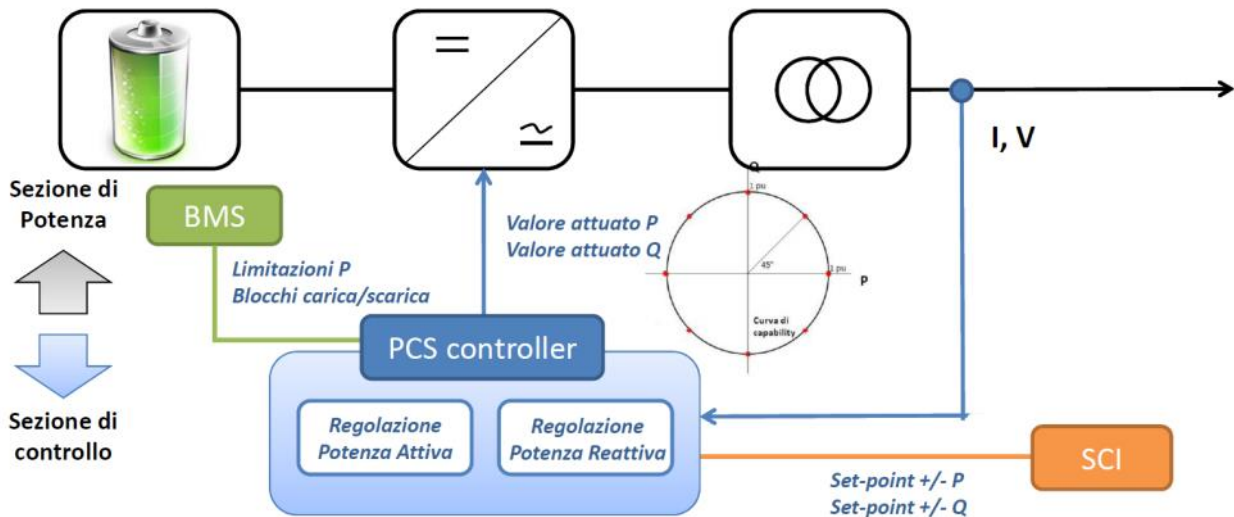 I, V
Sezione di
Potenza
BMS
Valore attuato P
Valore attuato Q
Q
1 pu
45°
1 pu
P
Curva di
capability
Limitazioni P
Blocchi carica/scarica
PCS controller
Regolazione
Potenza Attiva
Regolazione
Potenza Reattiva
Sezione di
controllo
SCI
Set-point +/- P
Set-point +/- Q